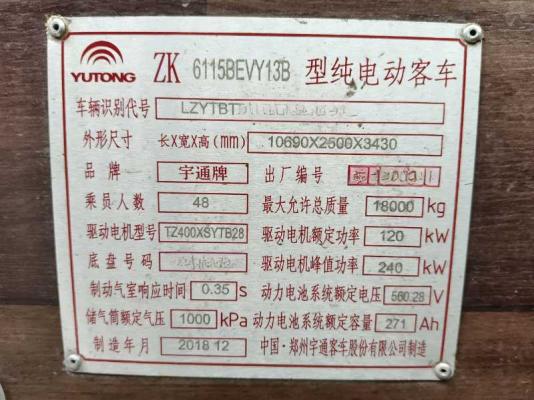 YUTONG ZK 6115BEVY13B 型纯电动客车
车辆识别代号 LZYTBT
外形尺寸 长X宽X高(mm) 10690X2500X3430
品牌 宇通牌 出厂编号
乘员人数 48 最大允许总质量 18000 kg
驱动电机型号 TZ400XSYTB28 驱动电机额定功率 120 kW
底盘号码 驱动电机峰值功率 240 kW
制动气室响应时间 0.35 s 动力电池系统额定电压 560.28 V
储气筒额定气压 1000 kPa 动力电池系统额定容量 271 Ah
制造年月 2018 12 中国·郑州宇通客车股份有限公司制造